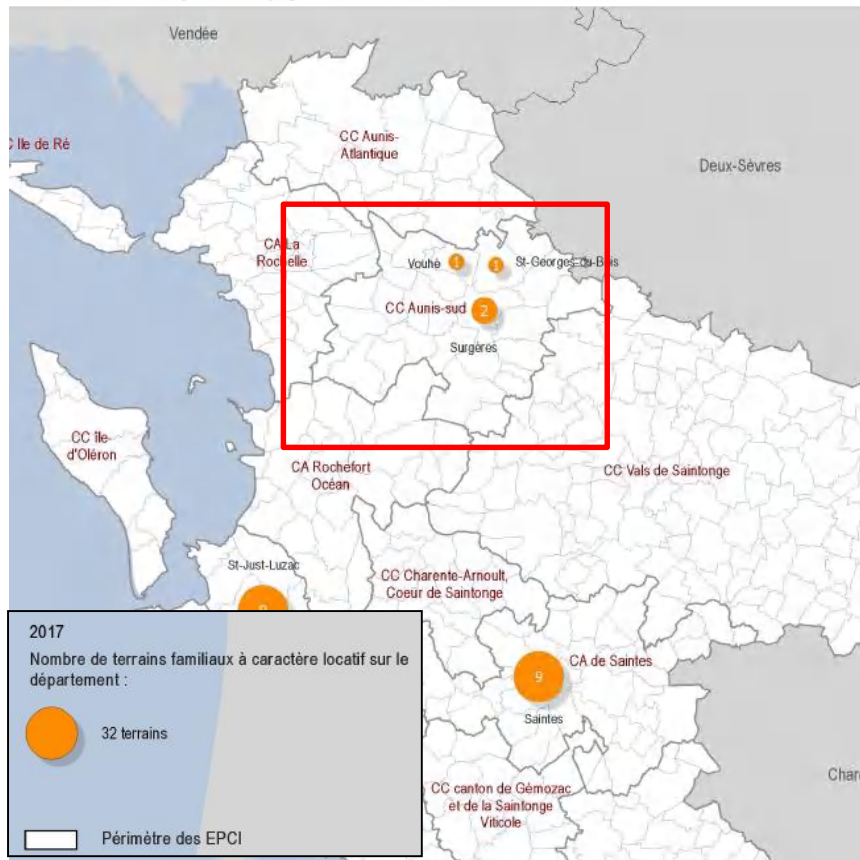 Vendée
CC Aunis-
Atlantique
Ile de Ré
Deux-Sèvres
CA La
Rochelle
Vouhé
1
1
St-Georges-du-Bois
CC Aunis-sud
2
Surgères
CC île-
d'Oléron
CA Rochefort
Océan
CC Vals de Saintonge
St-Just-Luzac
CC Charente-Arnoult,
Coeur de Saintonge
CA de Saintes
9
Saintes
CC canton de Gémozac
et de la Saintonge
Viticole
2017
Nombre de terrains familiaux à caractère locatif sur le
département :
32 terrains
Périmètre des EPCI